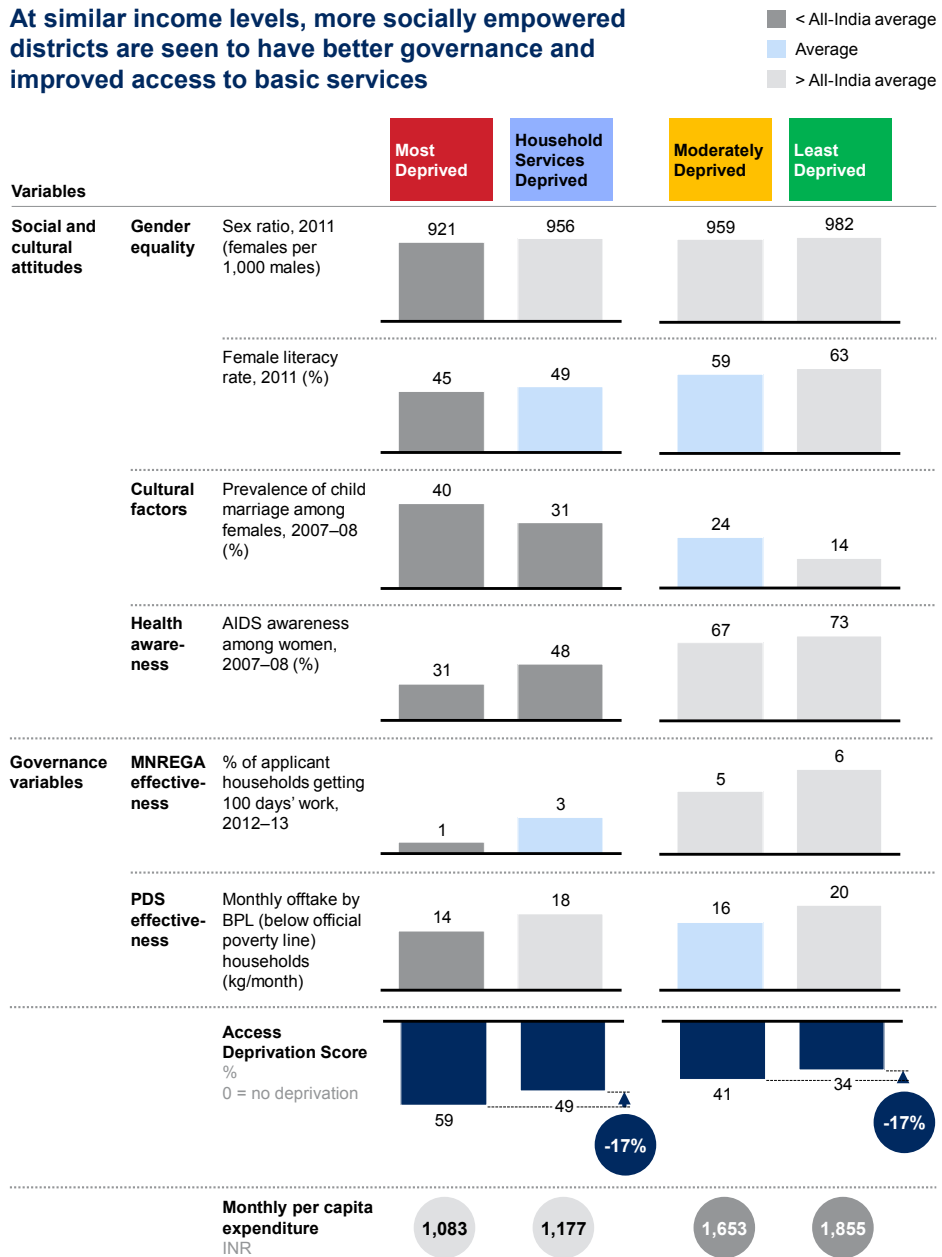 At similar income levels, more socially empowered
districts are seen to have better governance and
improved access to basic services
< All-India average
Average
> All-India average
Variables
Most
Deprived
Household
Services
Deprived
Moderately
Deprived
Least
Deprived
Social and
cultural
attitudes
Gender
equality
Sex ratio, 2011
(females per
1,000 males)
921
956
959
982
Female literacy
rate, 2011 (%)
45
49
59
63
Cultural
factors
Prevalence of child
marriage among
females, 2007–08
(%)
40
31
24
14
Health
aware-
ness
AIDS awareness
among women,
2007–08 (%)
31
48
67
73
Governance
variables
MNREGA
effective-
ness
% of applicant
households getting
100 days' work,
2012–13
1
3
5
6
PDS
effective-
ness
Monthly offtake by
BPL (below official
poverty line)
households
(kg/month)
14
18
16
20
Access
Deprivation Score
%
0 = no deprivation
59
49
-17%
41
34
-17%
Monthly per capita
expenditure
INR
1,083
1,177
1,653
1,855